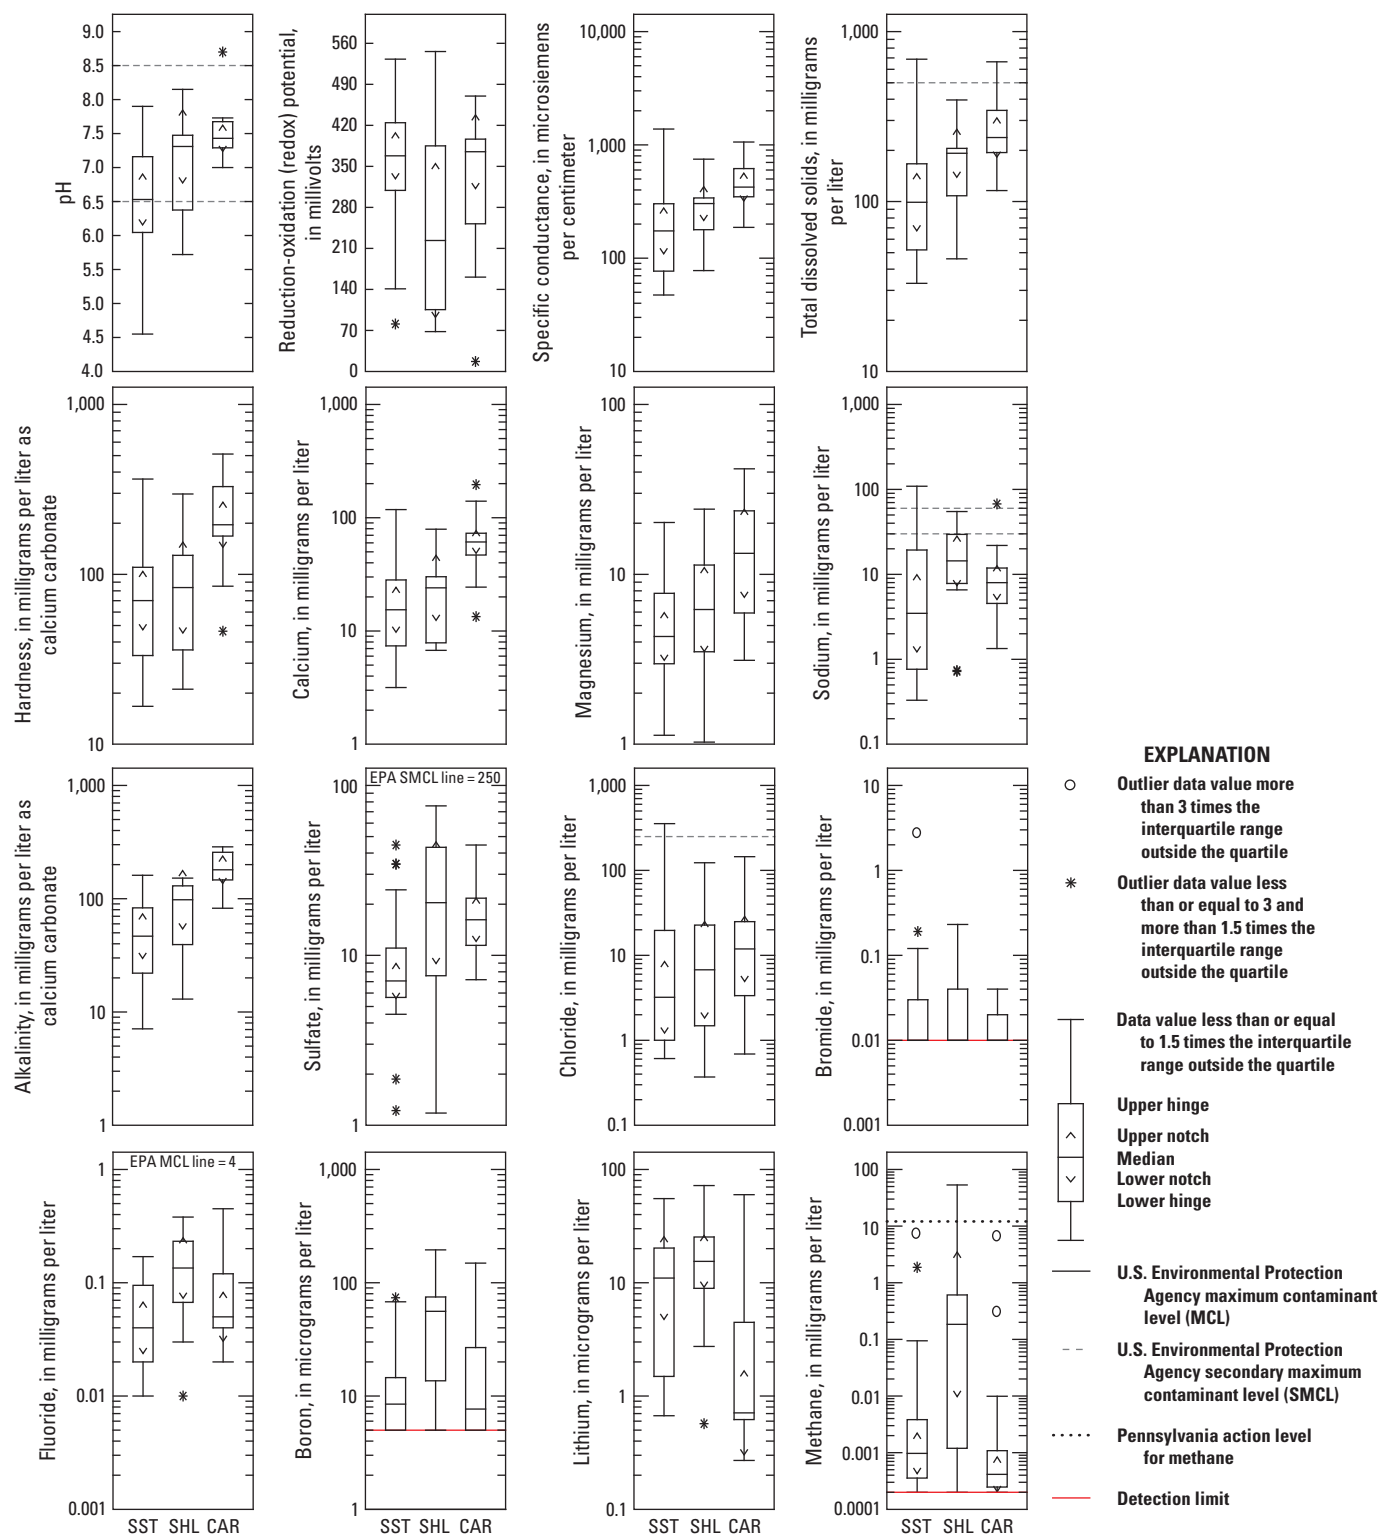 pH
9.0
8.5
8.0
7.5
7.0
6.5
6.0
5.5
5.0
4.5
4.0
Reduction-oxidation (redox) potential,
in millivolts
560
490
420
350
280
210
140
70
0
Specific conductance, in microsiemens
per centimeter
10,000
1,000
100
10
Total dissolved solids, in milligrams
per liter
1,000
100
10
Hardness, in milligrams per liter as
calcium carbonate
1,000
100
10
Calcium, in milligrams per liter
1,000
100
10
1
Magnesium, in milligrams per liter
100
10
1
Sodium, in milligrams per liter
1,000
100
10
1
0.1
Alkalinity, in milligrams per liter as
calcium carbonate
1,000
100
10
1
Sulfate, in milligrams per liter
EPA SMCL line = 250
100
10
1
Chloride, in milligrams per liter
1,000
100
10
1
0.1
Bromide, in milligrams per liter
10
1
0.1
0.01
0.001
Fluoride, in milligrams per liter
EPA MCL line = 4
1
0.1
0.01
0.001
SST SHL CAR
Boron, in micrograms per liter
1,000
100
10
1
SST SHL CAR
Lithium, in micrograms per liter
100
10
1
0.1
SST SHL CAR
Methane, in milligrams per liter
100
10
1
0.1
0.01
0.001
0.0001
SST SHL CAR
EXPLANATION
Outlier data value more
than 3 times the
interquartile range
outside the quartile
Outlier data value less
than or equal to 3 and
more than 1.5 times the
interquartile range
outside the quartile
Data value less than or equal
to 1.5 times the interquartile
range outside the quartile
Upper hinge
Upper notch
Median
Lower notch
Lower hinge
U.S. Environmental Protection
Agency maximum contaminant
level (MCL)
U.S. Environmental Protection
Agency secondary maximum
contaminant level (SMCL)
Pennsylvania action level
for methane
Detection limit